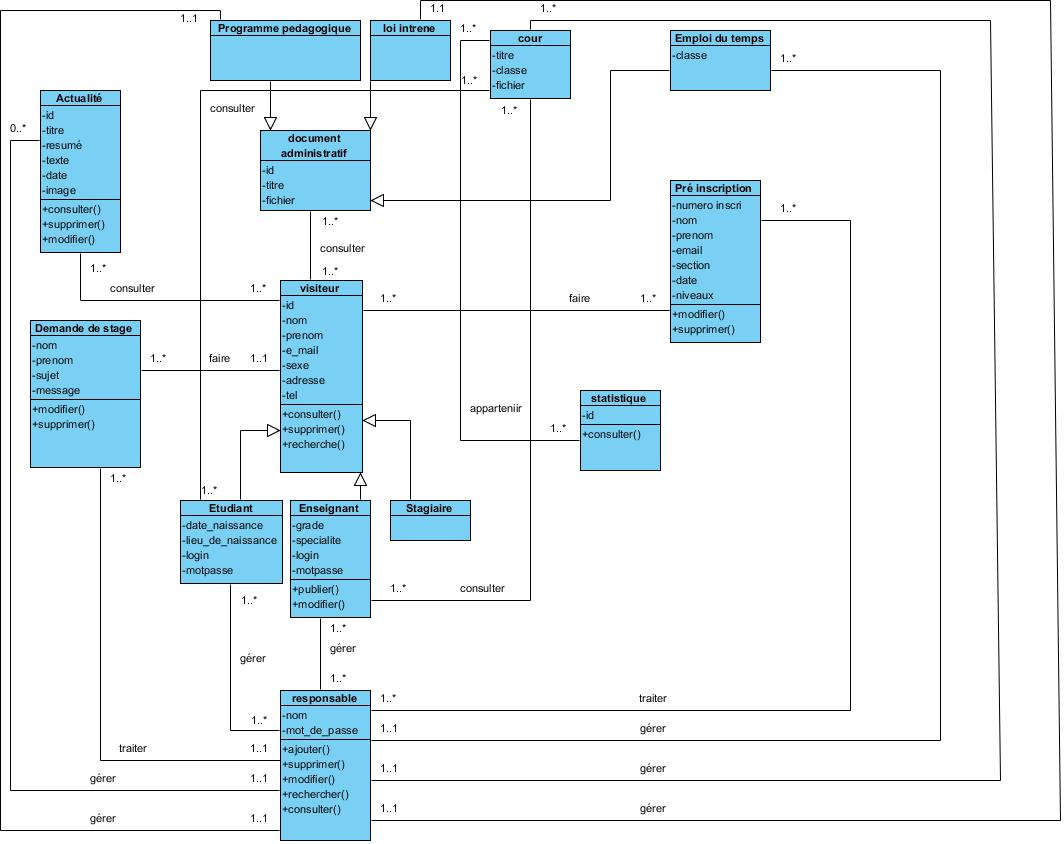 1..1
Programme pedagogique
loi intrene
1.1
1..*
cour
-titre
-classe
-fichier
1..*
1..*
1..*
Emploi du temps
-classe
1..*
Actualité
-id
-titre
-resumé
-texte
-date
-image
+consulter()
+supprimer()
+modifier()
0..*
1..*
consulter
1..*
consulter
document
administratif
-id
-titre
-fichier
1..*
consulter
1..*
Pré inscription
-numero inscri
-nom
-prenom
-email
-section
-date
-niveaux
+modifier()
+supprimer()
1..*
visiteur
-id
-nom
-prenom
-e_mail
-sexe
-adresse
-tel
+consulter()
+supprimer()
+recherche()
1..*
faire
1..*
Demande de stage
-nom
-prenom
-sujet
-message
+modifier()
+supprimer()
1..*
faire
1..1
1..*
apparteniir
1..*
statistique
-id
+consulter()
1..*
Etudiant
-date_naissance
-lieu_de_naissance
-login
-motpasse
Enseignant
-grade
-specialite
-login
-motpasse
+publier()
+modifier()
Stagiaire
1..*
consulter
1..*
gérer
1..*
1..*
gérer
1..*
responsable
-nom
-mot_de_passe
+ajouter()
+supprimer()
+modifier()
+rechercher()
+consulter()
traiter
1..1
gérer
1..1
gérer
1..1
1..*
traiter
1..1
gérer
1..1
gérer
1..1
gérer